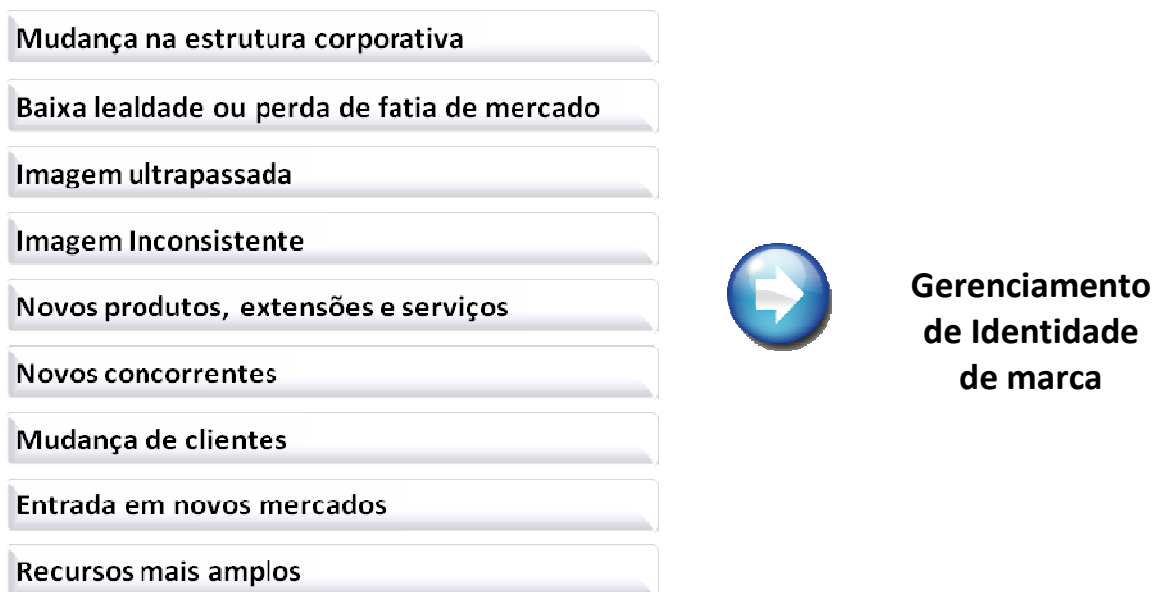 Mudança na estrutura corporativa
Baixa lealdade ou perda de fatia de mercado
Imagem ultrapassada
Imagem Inconsistente
Novos produtos, extensões e serviços
Novos concorrentes
Mudança de clientes
Entrada em novos mercados
Recursos mais amplos
Gerenciamento
de Identidade
de marca